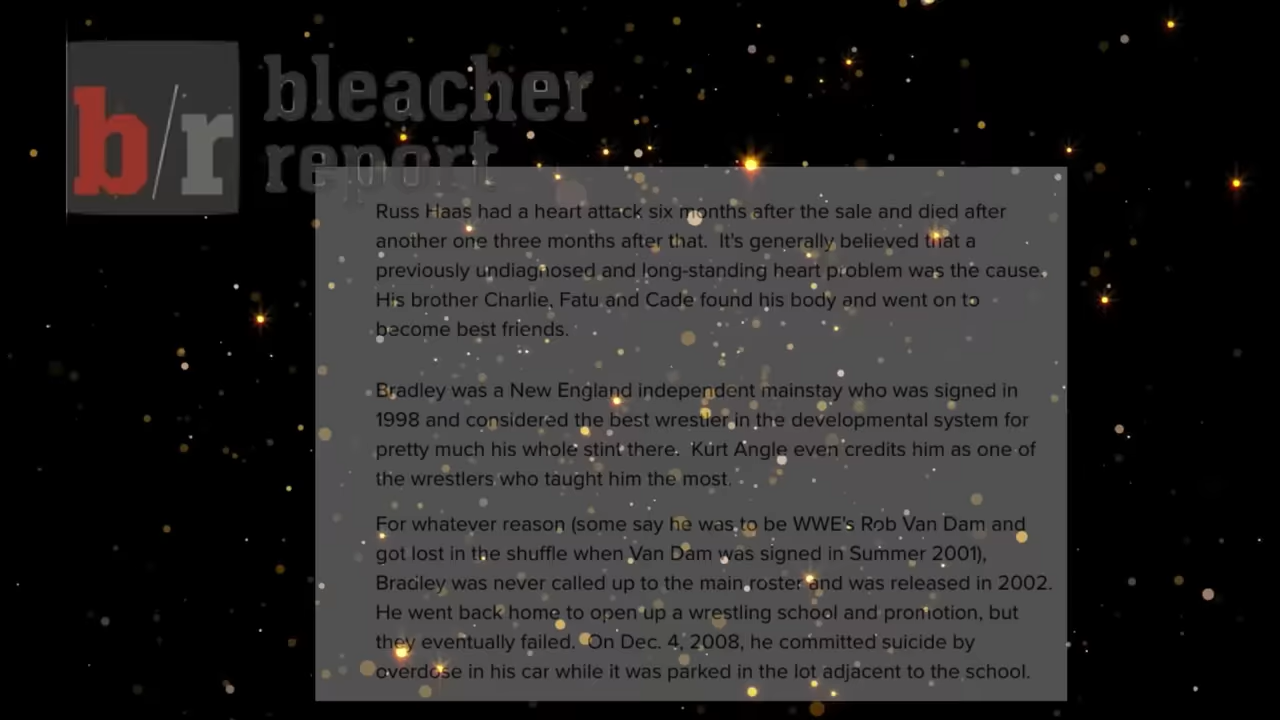 b/r
bleacher
report
Russ Haas had a heart attack six months after the sale and died after
another one three months after that.  It's generally believed that a
previously undiagnosed and long-standing heart problem was the cause.
His brother Charlie, Fatu and Cade found his body and went on to
become best friends.
Bradley was a New England independent mainstay who was signed in
1998 and considered the best wrestler in the developmental system for
pretty much his whole stint there.  Kurt Angle even credits him as one of
the wrestlers who taught him the most.
For whatever reason (some say he was to be WWE's Rob Van Dam and
got lost in the shuffle when Van Dam was signed in Summer 2001),
Bradley was never called up to the main roster and was released in 2002.
He went back home to open up a wrestling school and promotion, but
they eventually failed.  On Dec. 4, 2008, he committed suicide by
overdose in his car while it was parked in the lot adjacent to the school.